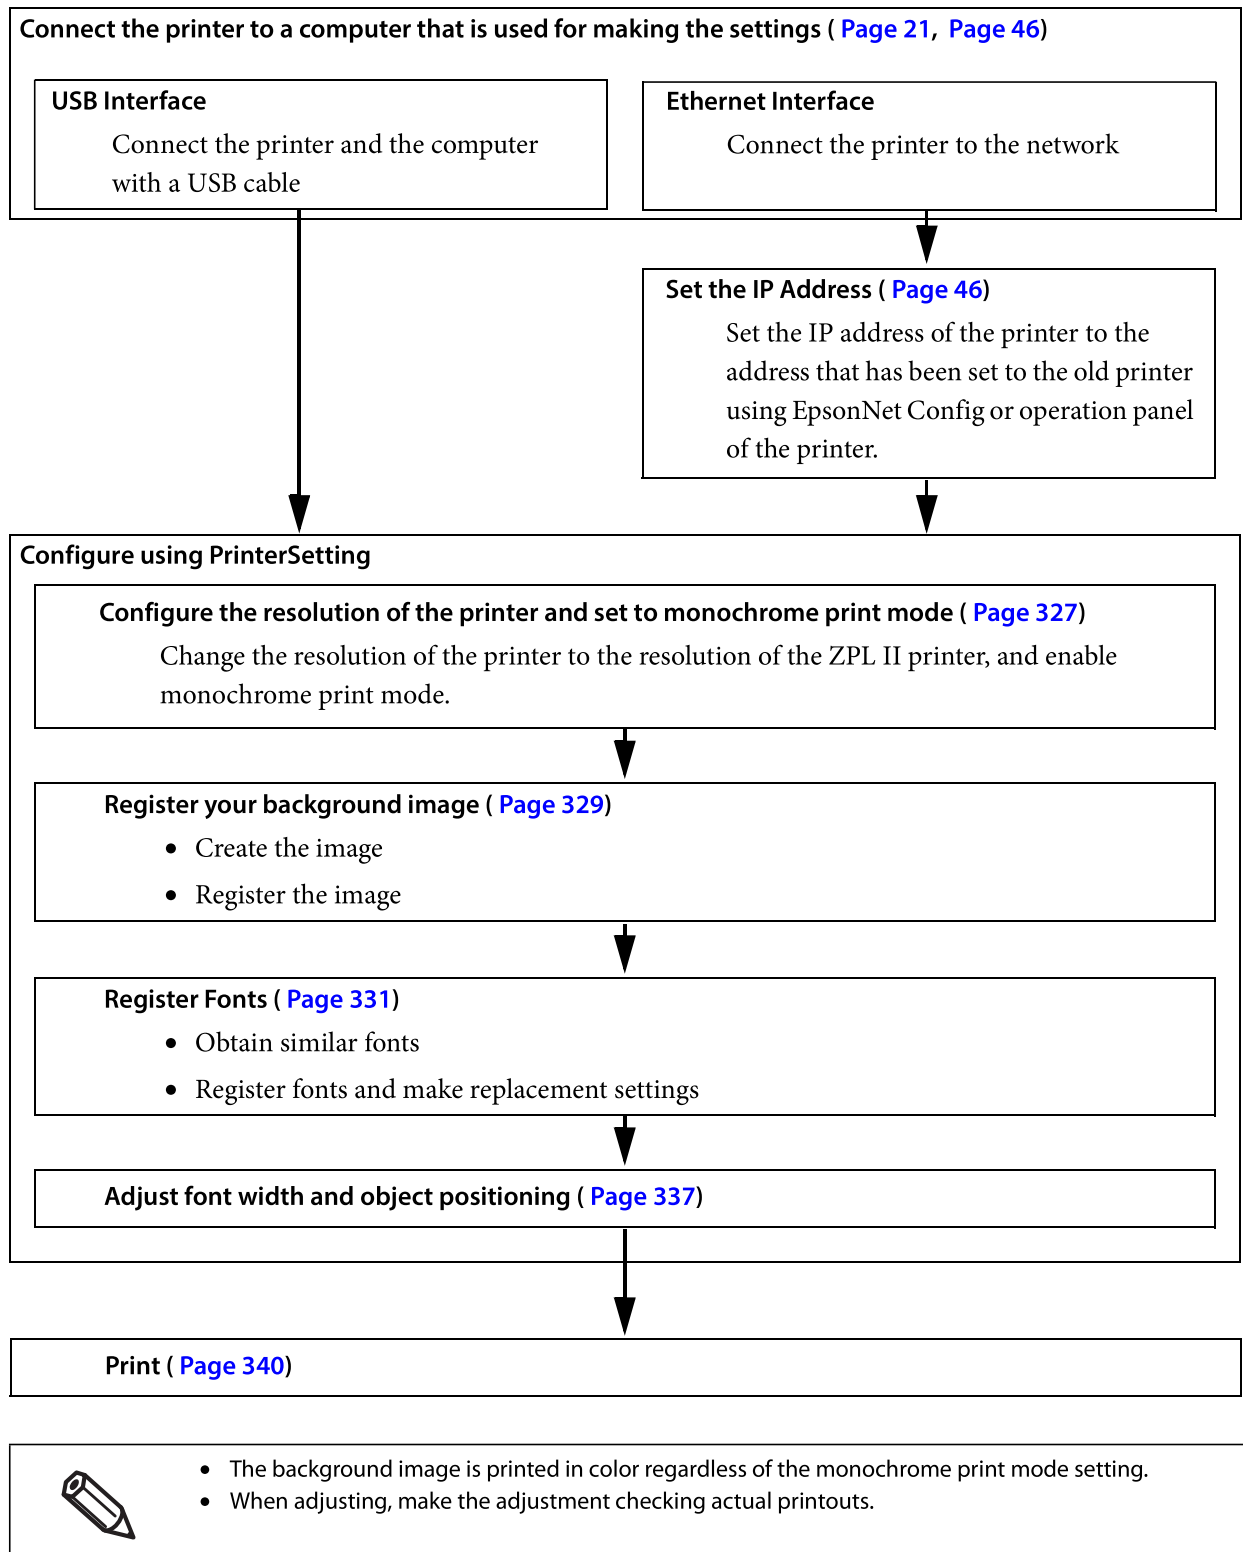 Connect the printer to a computer that is used for making the settings ( Page 21, Page 46)
USB Interface
Connect the printer and the computer
with a USB cable
Ethernet Interface
Connect the printer to the network
Set the IP Address ( Page 46)
Set the IP address of the printer to the
address that has been set to the old printer
using EpsonNet Config or operation panel
of the printer.
Configure using PrinterSetting
Configure the resolution of the printer and set to monochrome print mode ( Page 327)
Change the resolution of the printer to the resolution of the ZPL II printer, and enable
monochrome print mode.
Register your background image ( Page 329)
• Create the image
• Register the image
Register Fonts ( Page 331)
• Obtain similar fonts
• Register fonts and make replacement settings
Adjust font width and object positioning ( Page 337)
Print ( Page 340)
• The background image is printed in color regardless of the monochrome print mode setting.
• When adjusting, make the adjustment checking actual printouts.